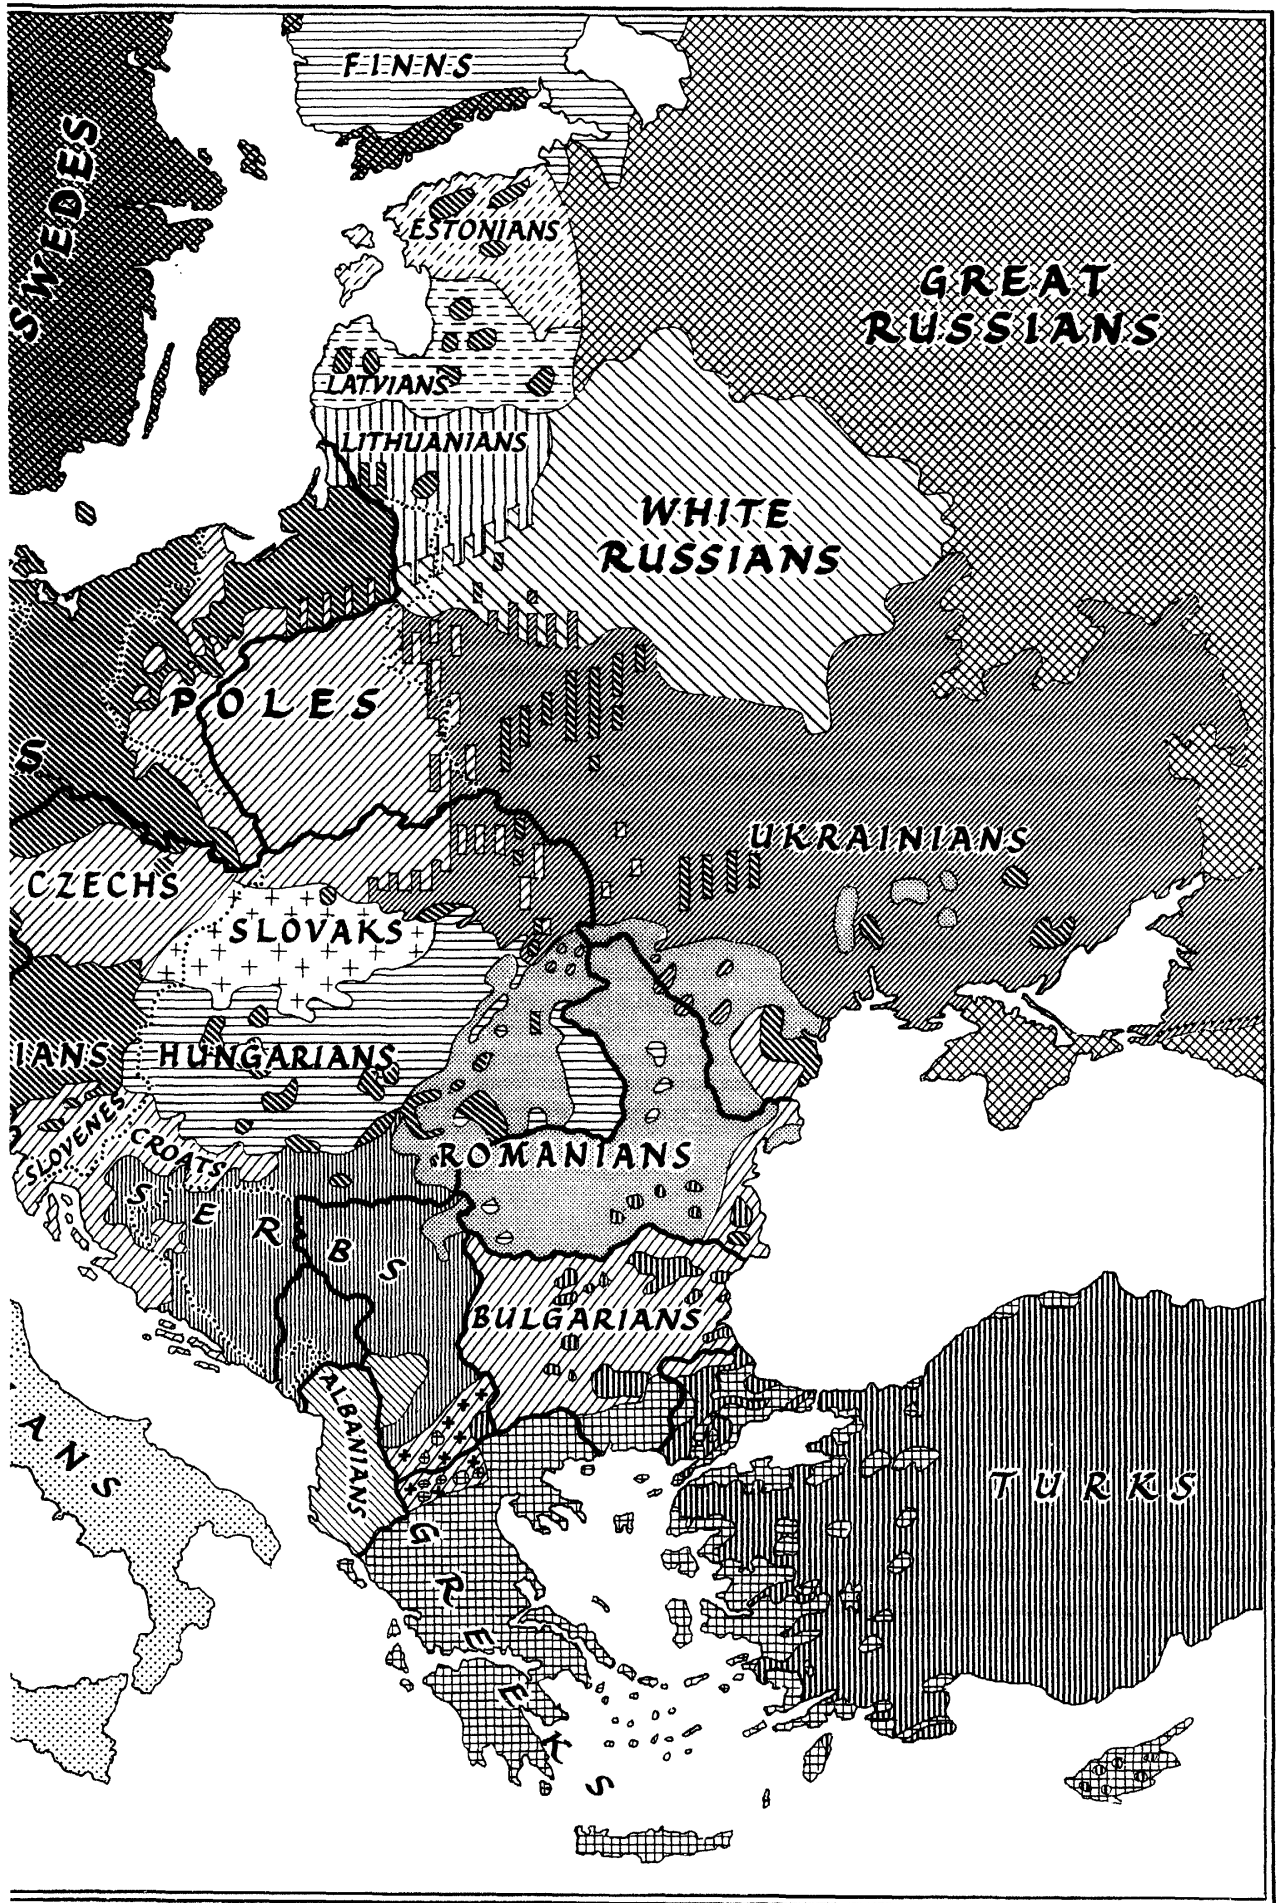 FINNS
SWEDES
ESTONIANS
GREAT
RUSSIANS
LATVIANS
LITHUANIANS
WHITE
RUSSIANS
POLES
S
UKRAINIANS
CZECHS
SLOVAKS
IANS
HUNGARIANS
SLOVENES
CROATS
ROMANIANS
SERBS
BULGARIANS
ALBANIANS
ANS
TURKS
GREEKS